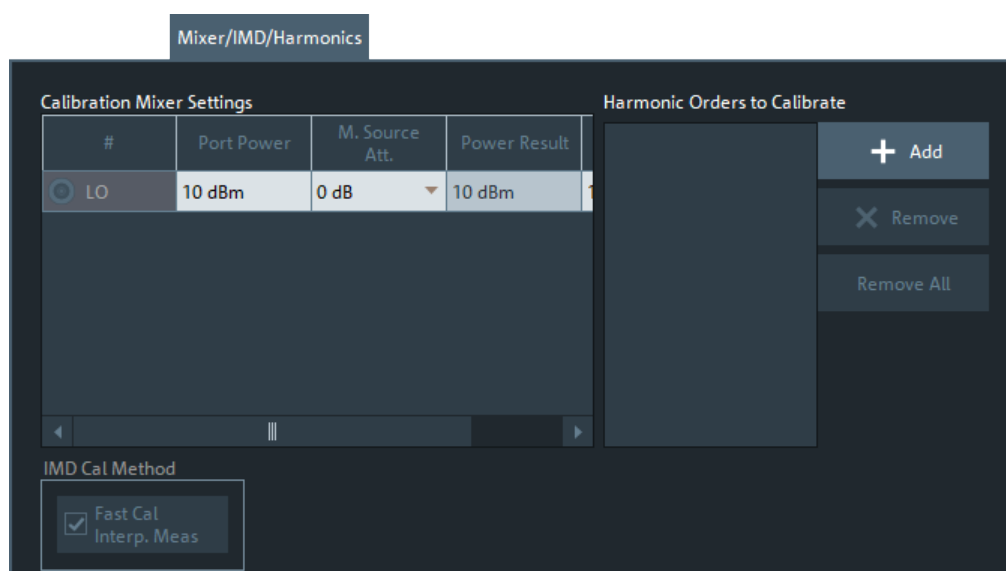 Mixer/IMD/Harmonics
Calibration Mixer Settings
# Port Power M. Source Att. Power Result
LO 10 dBm 0 dB 10 dBm 1
Harmonic Orders to Calibrate
Add
Remove
Remove All
IMD Cal Method
Fast Cal
Interp. Meas